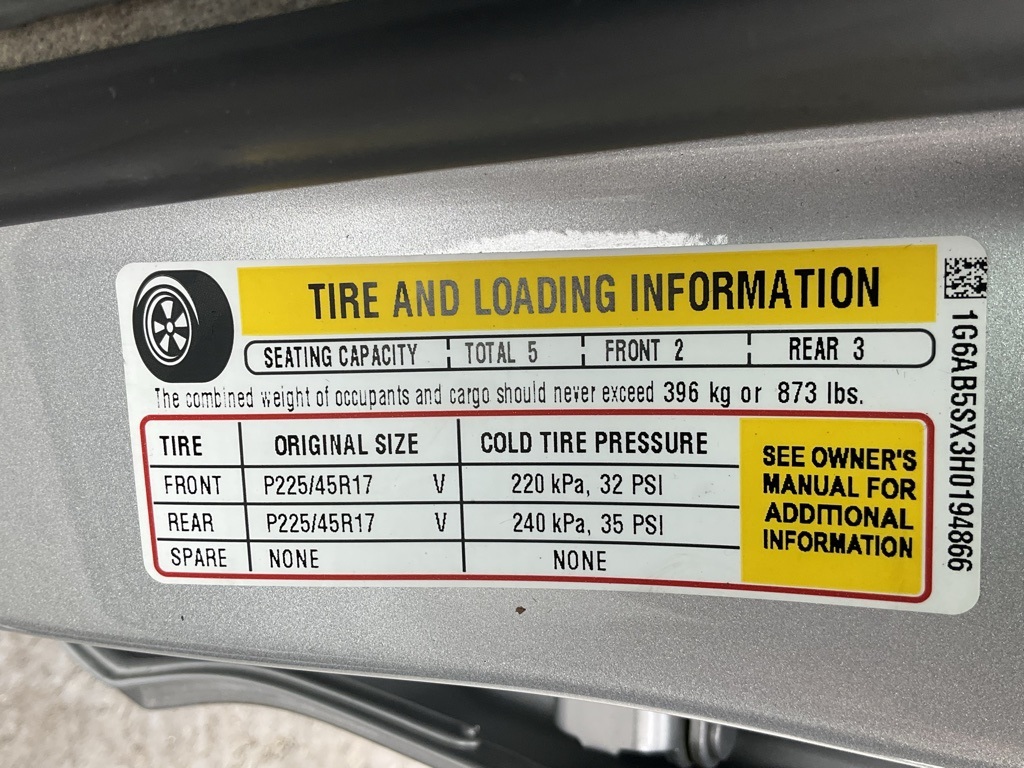 TIRE AND LOADING INFORMATION
SEATING CAPACITY TOTAL 5 FRONT 2 REAR 3
The combined weight of occupants and cargo should never exceed 396 kg or 873 lbs.
TIRE ORIGINAL SIZE COLD TIRE PRESSURE
FRONT P225/45R17 V 220 kPa, 32 PSI
REAR P225/45R17 V 240 kPa, 35 PSI
SPARE NONE NONE
SEE OWNER'S
MANUAL FOR
ADDITIONAL
INFORMATION
1G6AB5SX3H0194866